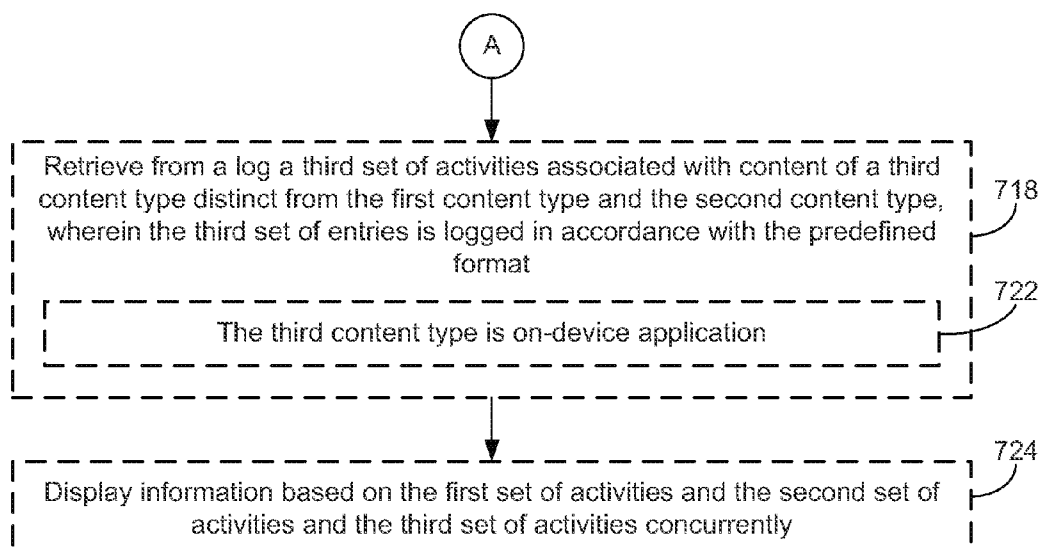 A
Retrieve from a log a third set of activities associated with content of a third
content type distinct from the first content type and the second content type,
wherein the third set of entries is logged in accordance with the predefined
format
718
722
The third content type is on-device application
724
Display information based on the first set of activities and the second set of
activities and the third set of activities concurrently